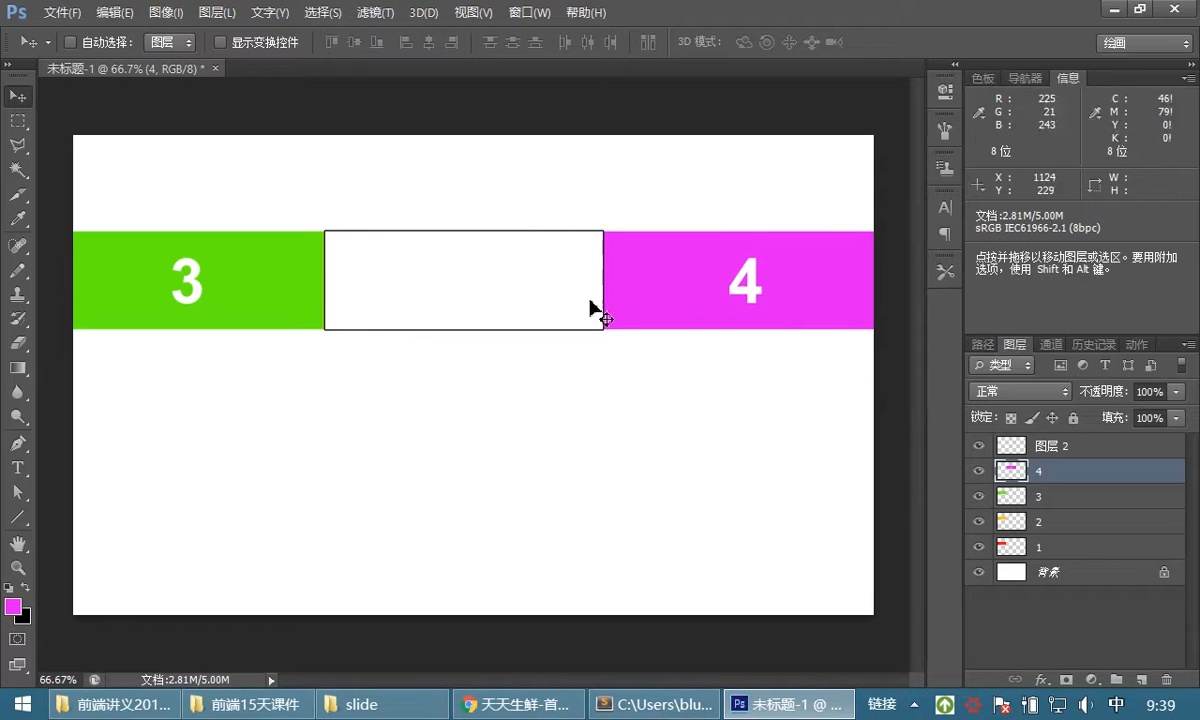 Ps 文件(F) 编辑(E) 图像(I) 图层(L) 文字(Y) 选择(S) 滤镜(T) 3D(D) 视图(V) 窗口(W) 帮助(H)
自动选择： 图层 显示变换控件 3D 模式： 绘画
未标题-1 @ 66.7% (4, RGB/8) * ×
色板 导航器 信息
R : 225 C : 46!
G : 21 M : 79!
B : 243 Y : 0!
K : 0!
8 位 8 位
X : 1124 W :
Y : 229 H :
文档:2.81M/5.00M
sRGB IEC61966-2.1 (8bpc)
点按并拖移以移动图层或选区。要用附加
选项，使用 Shift 和 Alt 键。
3
4
路径 图层 通道 历史记录 动作
类型
正常 不透明度： 100%
锁定： 填充： 100%
图层 2
4
3
2
1
背景
66.67% 文档:2.81M/5.00M
前端讲义201... 前端15天课件 slide 天天生鲜-首... C:\Users\blu... Ps 未标题-1 @ ... 链接 中 9:39